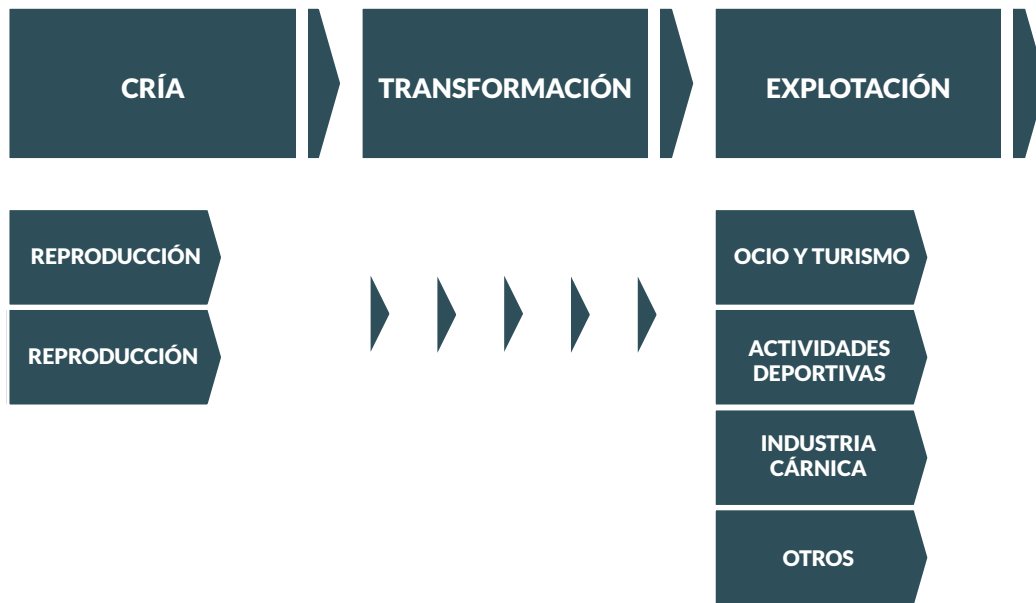 CRÍA
TRANSFORMACIÓN
EXPLOTACIÓN
REPRODUCCIÓN
REPRODUCCIÓN
OCIO Y TURISMO
ACTIVIDADES
DEPORTIVAS
INDUSTRIA
CÁRNICA
OTROS